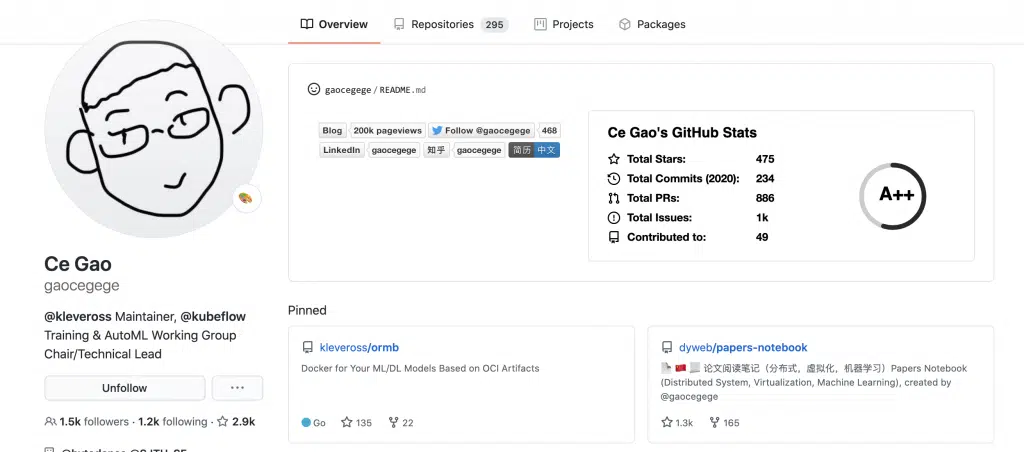 Overview Repositories 295 Projects Packages
Ce Gao
gaocegege
@kleveross Maintainer, @kubeflow
Training & AutoML Working Group
Chair/Technical Lead
Unfollow ...
1.5k followers · 1.2k following · 2.9k
gaocegege / README.md
Blog 200k pageviews Follow @gaocegege 468
LinkedIn gaocegege 知乎 gaocegege 简历 中文
Ce Gao's GitHub Stats
Total Stars: 475
Total Commits (2020): 234
Total PRs: 886
Total Issues: 1k
Contributed to: 49
A++
Pinned
kleveross/ormb
Docker for Your ML/DL Models Based on OCI Artifacts
Go 135 22
dyweb/papers-notebook
论文阅读笔记（分布式，虚拟化，机器学习）Papers Notebook
(Distributed System, Virtualization, Machine Learning), created by
@gaocegege
1.3k 165